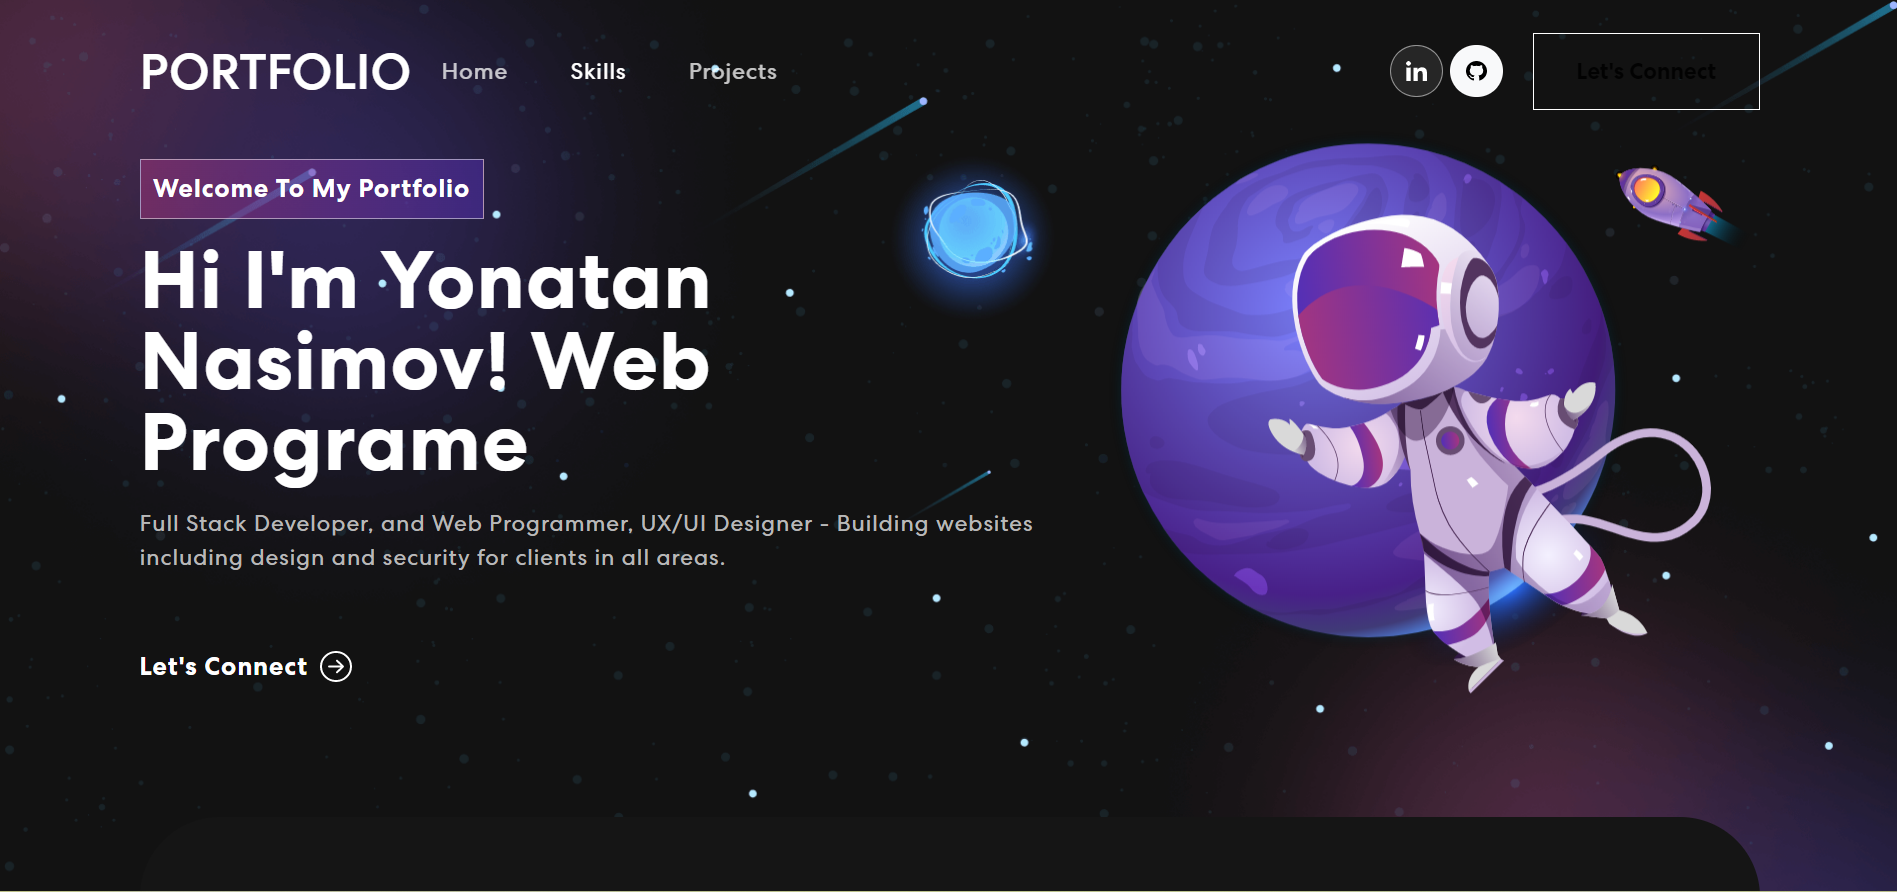 PORTFOLIO Home Skills Projects in Let's Connect
Welcome To My Portfolio
Hi I'm Yonatan
Nasimov! Web
Programe
Full Stack Developer, and Web Programmer, UX/UI Designer - Building websites
including design and security for clients in all areas.
Let's Connect